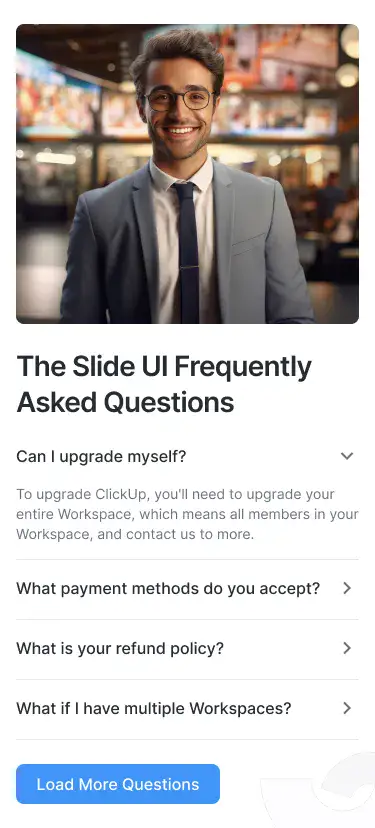 The Slide UI Frequently
Asked Questions
Can I upgrade myself?
To upgrade ClickUp, you'll need to upgrade your
entire Workspace, which means all members in your
Workspace, and contact us to more.
What payment methods do you accept?
What is your refund policy?
What if I have multiple Workspaces?
Load More Questions